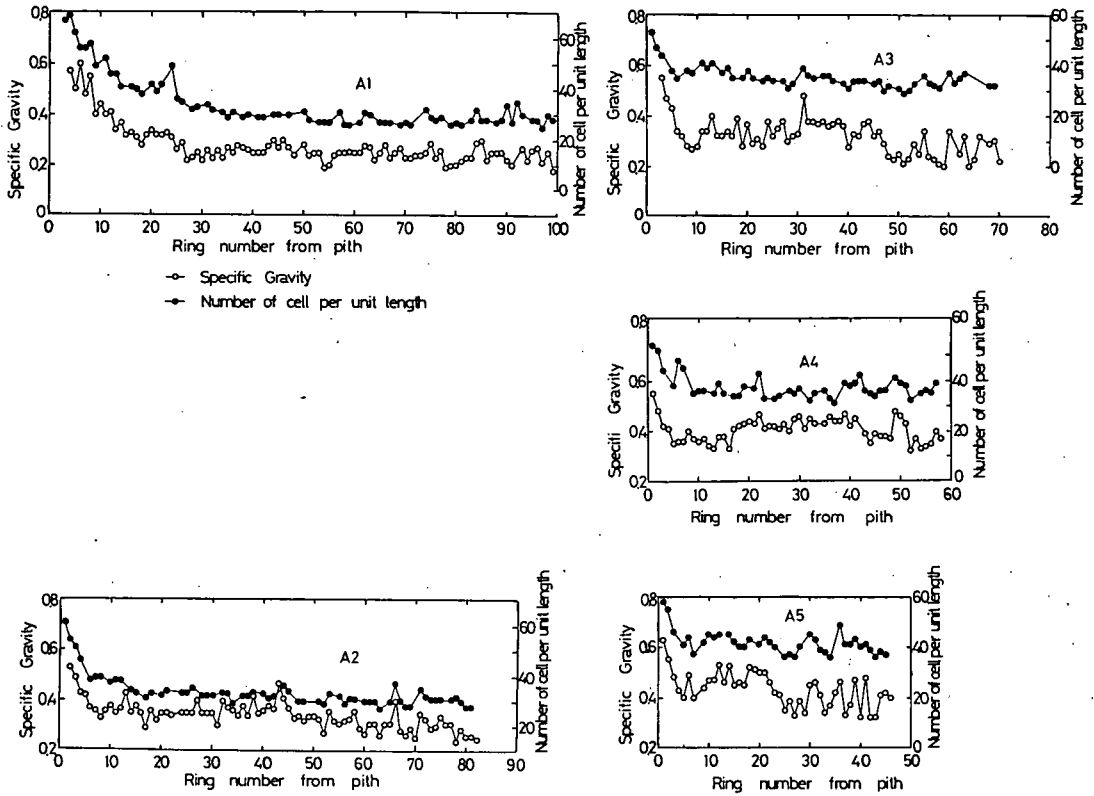 A1
Specific Gravity
0.8
0.6
0.4
0.2
0
0 10 20 30 40 50 60 70 80 90 100
Ring number from pith
60
40
20
0
Number of cell per unit length
Specific Gravity
Number of cell per unit length
A3
Specific Gravity
0.8
0.6
0.4
0.2
0
0 10 20 30 40 50 60 70 80
Ring number from pith
60
40
20
0
Number of cell per unit length
A4
Specifi Gravity
0.8
0.6
0.4
0.2
0 10 20 30 40 50 60
Ring number from pith
60
40
20
0
Number of cell per unit length
A2
Specific Gravity
0.8
0.6
0.4
0.2
0 10 20 30 40 50 60 70 80 90
Ring number from pith
60
40
20
Number of cell per unit length
A5
Specific Gravity
0.8
0.6
0.4
0.2
0 10 20 30 40 50
Ring number from pith
60
40
20
0
Number of cell per unit length